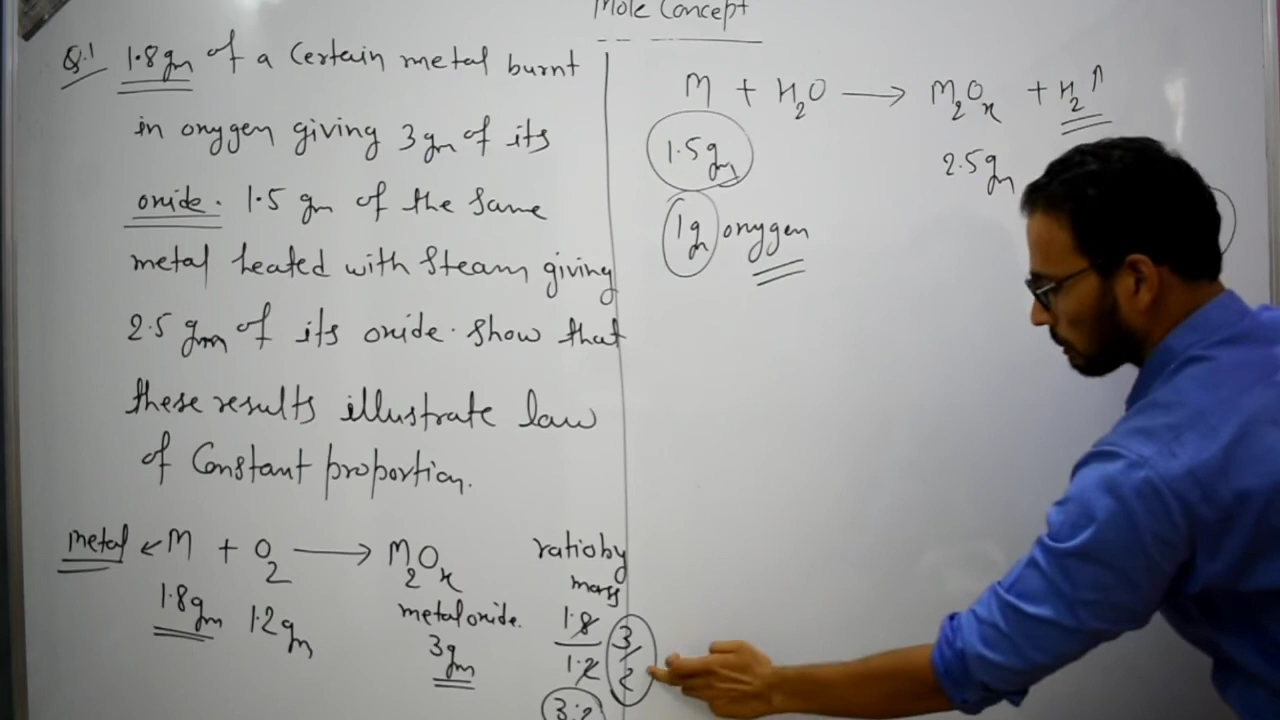 Mole Concept
Q.1 1.8gm of a Certain metal burnt
in oxygen giving 3gm of its
oxide. 1.5 gm of the same
metal heated with steam giving
2.5 gm of its oxide. Show that
these results illustrate law
of Constant proportion.
metal ← M + O2 → M2Ox
1.8gm 1.2gm
metal oxide.
3gm
ratio by
mass
1.8
1.2
3
2
3:2
M + H2O → M2Ox + H2↑
1.5gm 2.5gm
1g oxygen